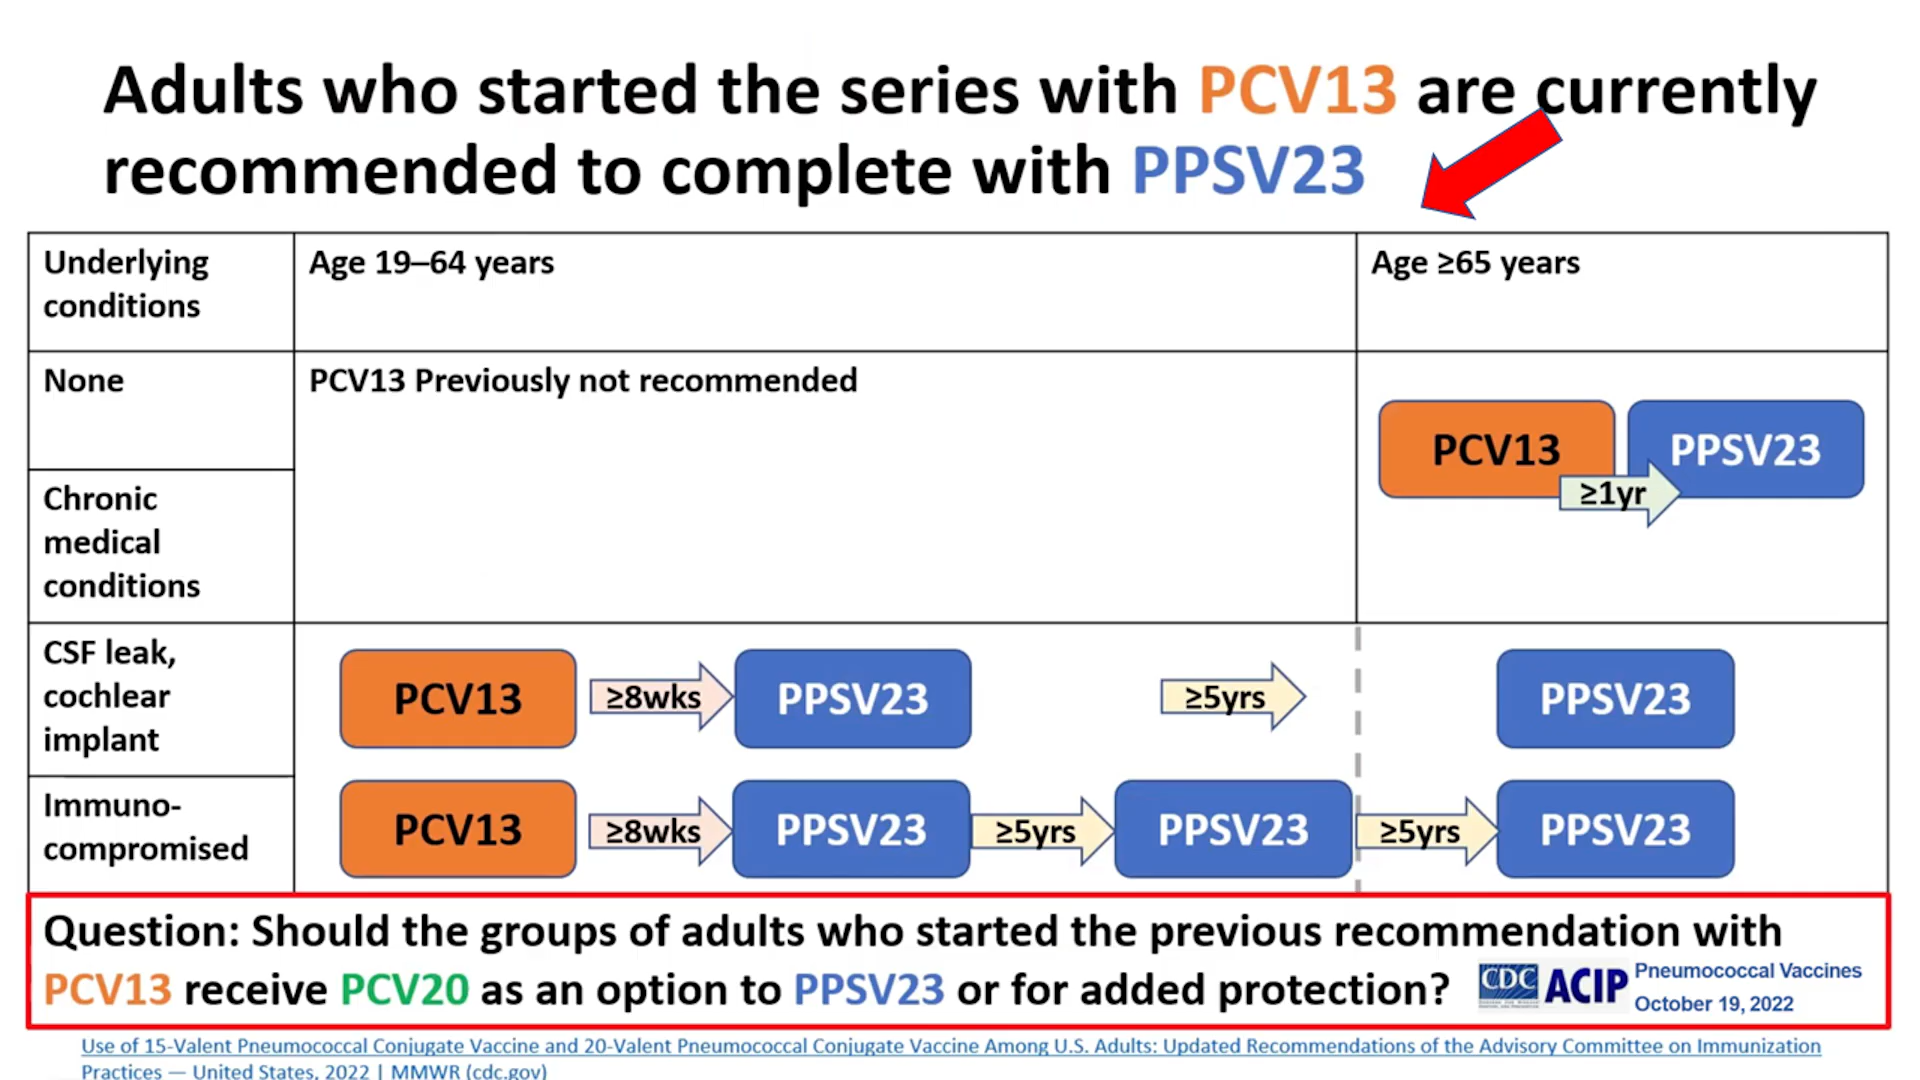 Adults who started the series with PCV13 are currently
recommended to complete with PPSV23
Underlying
conditions
Age 19–64 years
Age ≥65 years
None
PCV13 Previously not recommended
PCV13
PPSV23
≥1yr
Chronic
medical
conditions
CSF leak,
cochlear
implant
PCV13
≥8wks
PPSV23
≥5yrs
PPSV23
Immuno-
compromised
PCV13
≥8wks
PPSV23
≥5yrs
PPSV23
≥5yrs
PPSV23
Question: Should the groups of adults who started the previous recommendation with
PCV13 receive PCV20 as an option to PPSV23 or for added protection?
CDC
ACIP
Pneumococcal Vaccines
October 19, 2022
Use of 15-Valent Pneumococcal Conjugate Vaccine and 20-Valent Pneumococcal Conjugate Vaccine Among U.S. Adults: Updated Recommendations of the Advisory Committee on Immunization
Practices — United States, 2022 | MMWR (cdc.gov)